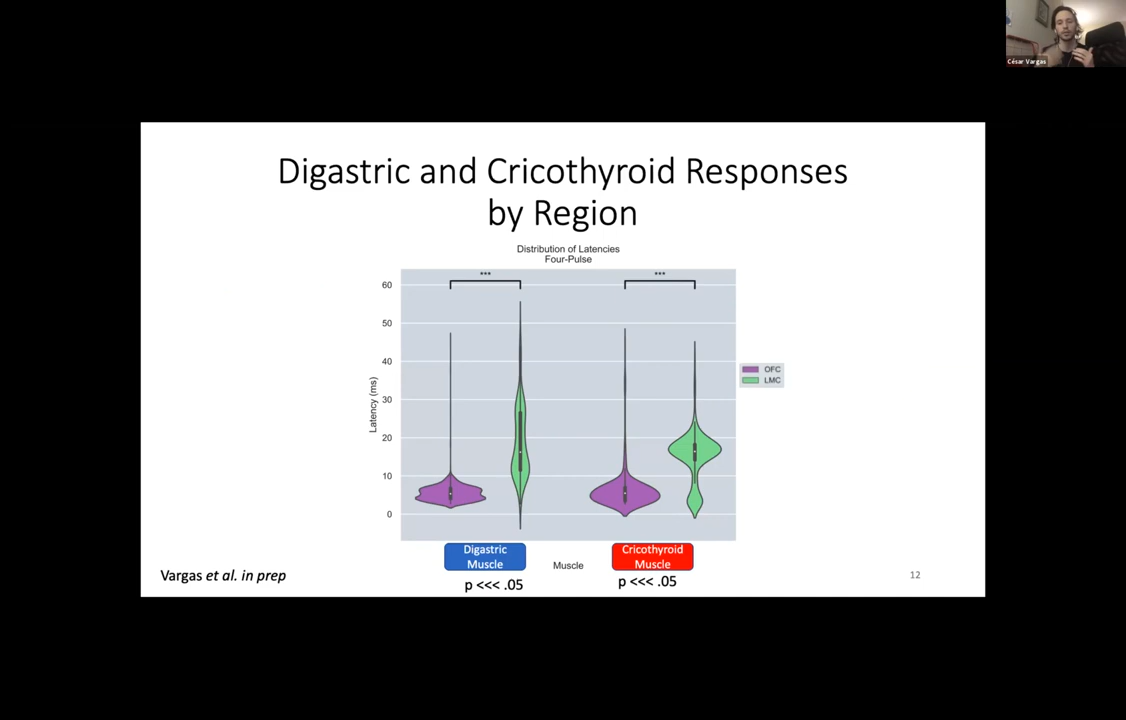 César Vargas
Digastric and Cricothyroid Responses
by Region
Distribution of Latencies
Four-Pulse
***
***
60
50
40
30
20
10
0
Latency (ms)
OFC
LMC
Digastric
Muscle
Cricothyroid
Muscle
Muscle
p <<< .05
p <<< .05
Vargas et al. in prep
12